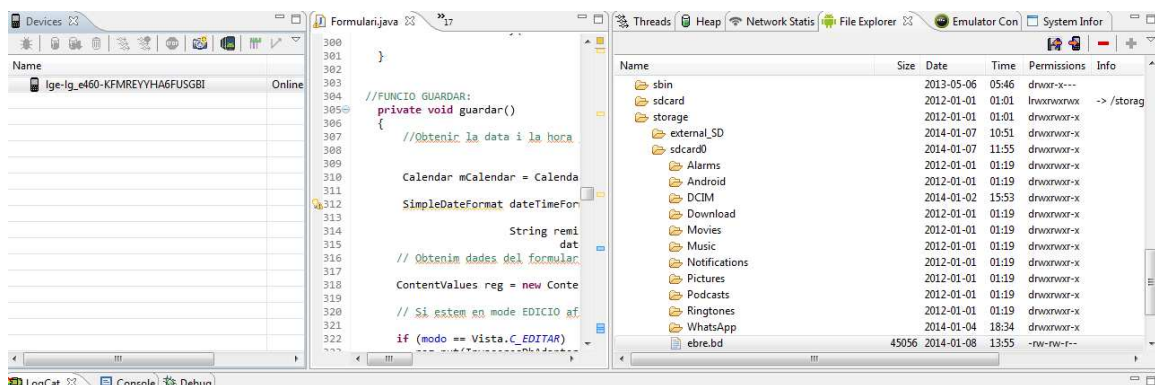 Devices
Name
lge-lg_e460-KFMREYYHA6FUSGBI Online
Formulari.java »17
300
301 }
302
303
304 //FUNCIO GUARDAR:
305 private void guardar()
306 {
307 //Obtenir la data i la hora
308
309
310 Calendar mCalendar = Calenda
311
312 SimpleDateFormat dateTimeFor
313
314 String remi
315 dat
316 // Obtenim dades del formular
317
318 ContentValues reg = new Conte
319
320 // Si estem en mode EDICIO af
321
322 if (modo == Vista.C_EDITAR)
Threads Heap Network Statis File Explorer Emulator Con System Infor
Name Size Date Time Permissions Info
sbin 2013-05-06 05:46 drwxr-x---
sdcard 2012-01-01 01:01 lrwxrwxrwx -> /storag
storage 2012-01-01 01:01 drwxrwxr-x
external_SD 2014-01-07 10:51 drwxrwxr-x
sdcard0 2014-01-07 11:55 drwxrwxr-x
Alarms 2012-01-01 01:19 drwxrwxr-x
Android 2012-01-01 01:19 drwxrwxr-x
DCIM 2014-01-02 15:53 drwxrwxr-x
Download 2012-01-01 01:19 drwxrwxr-x
Movies 2012-01-01 01:19 drwxrwxr-x
Music 2012-01-01 01:19 drwxrwxr-x
Notifications 2012-01-01 01:19 drwxrwxr-x
Pictures 2012-01-01 01:19 drwxrwxr-x
Podcasts 2012-01-01 01:19 drwxrwxr-x
Ringtones 2012-01-01 01:19 drwxrwxr-x
WhatsApp 2014-01-04 18:34 drwxrwxr-x
ebre.bd 45056 2014-01-08 13:55 -rw-rw-r--
LogCat Console Debug